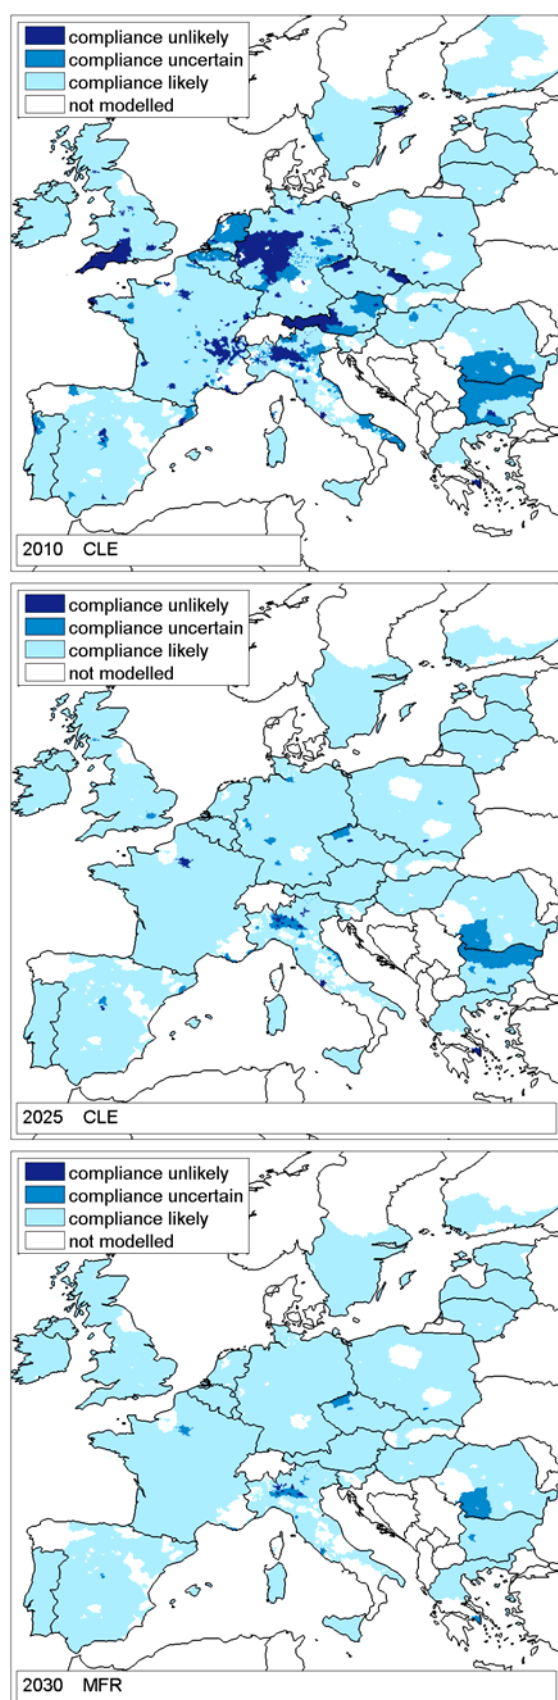 compliance unlikely
compliance uncertain
compliance likely
not modelled
2010 CLE
compliance unlikely
compliance uncertain
compliance likely
not modelled
2025 CLE
compliance unlikely
compliance uncertain
compliance likely
not modelled
2030 MFR